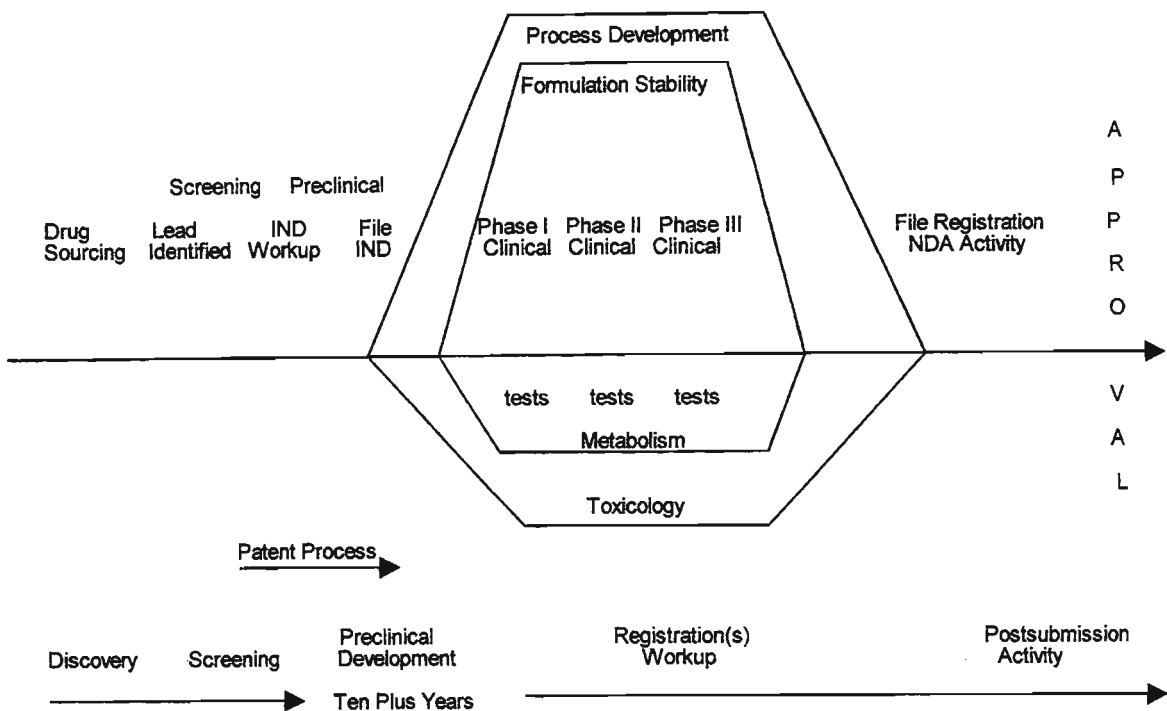 Process Development
Formulation Stability
Screening Preclinical
Drug Sourcing
Lead Identified
IND Workup
File IND
Phase I Clinical
Phase II Clinical
Phase III Clinical
File Registration
NDA Activity
A
P
P
R
O
V
A
L
tests tests tests
Metabolism
Toxicology
Patent Process
Discovery
Screening
Preclinical
Development
Registration(s)
Workup
Postsubmission
Activity
Ten Plus Years